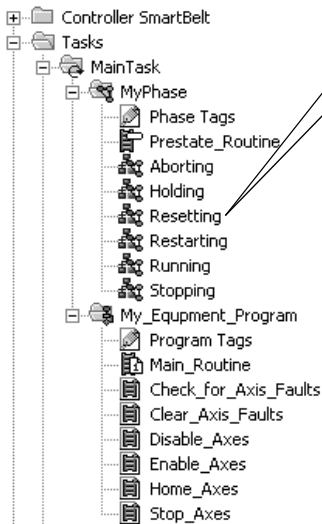 Controller SmartBelt
Tasks
MainTask
MyPhase
Phase Tags
Prestate_Routine
Aborting
Holding
Resetting
Restarting
Running
Stopping
My_Equpment_Program
Program Tags
Main_Routine
Check_for_Axis_Faults
Clear_Axis_Faults
Disable_Axes
Enable_Axes
Home_Axes
Stop_Axes